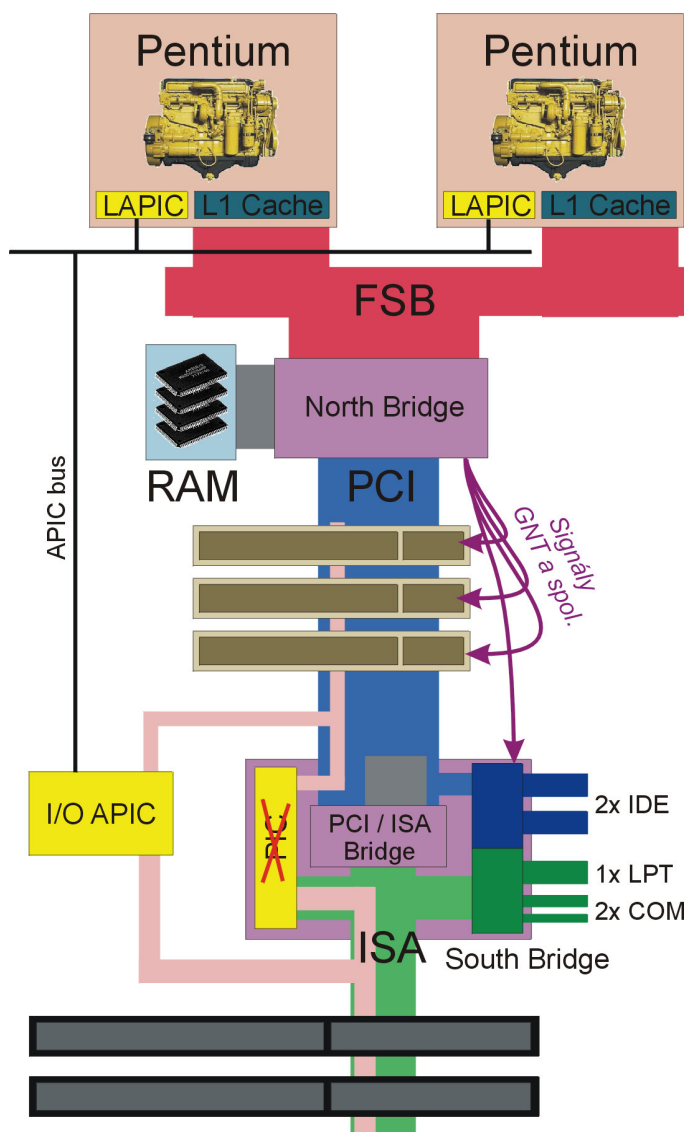 Pentium
Pentium
LAPIC
L1 Cache
LAPIC
L1 Cache
FSB
North Bridge
RAM
PCI
APIC bus
Signály
GNT a spol.
I/O APIC
PIC
PCI / ISA
Bridge
2x IDE
1x LPT
2x COM
ISA
South Bridge